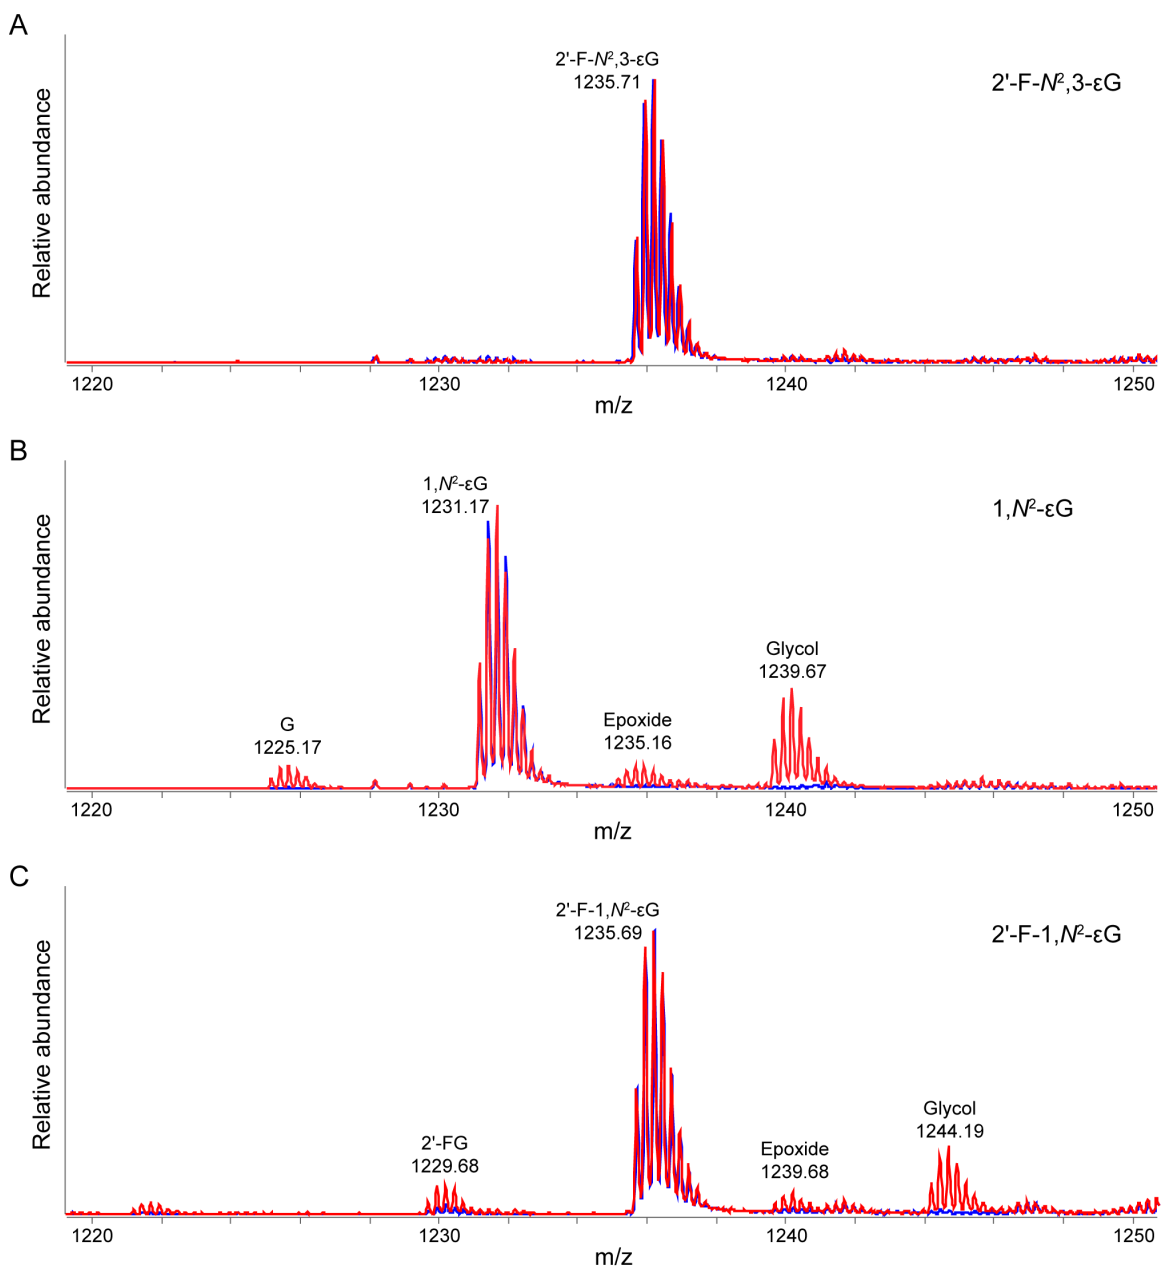 A
2'-F-N²,3-εG
1235.71
2'-F-N²,3-εG
Relative abundance
1220
1230
1240
1250
m/z
B
1,N²-εG
1231.17
1,N²-εG
Glycol
1239.67
G
1225.17
Epoxide
1235.16
Relative abundance
1220
1230
1240
1250
m/z
C
2'-F-1,N²-εG
1235.69
2'-F-1,N²-εG
Glycol
1244.19
2'-FG
1229.68
Epoxide
1239.68
Relative abundance
1220
1230
1240
1250
m/z